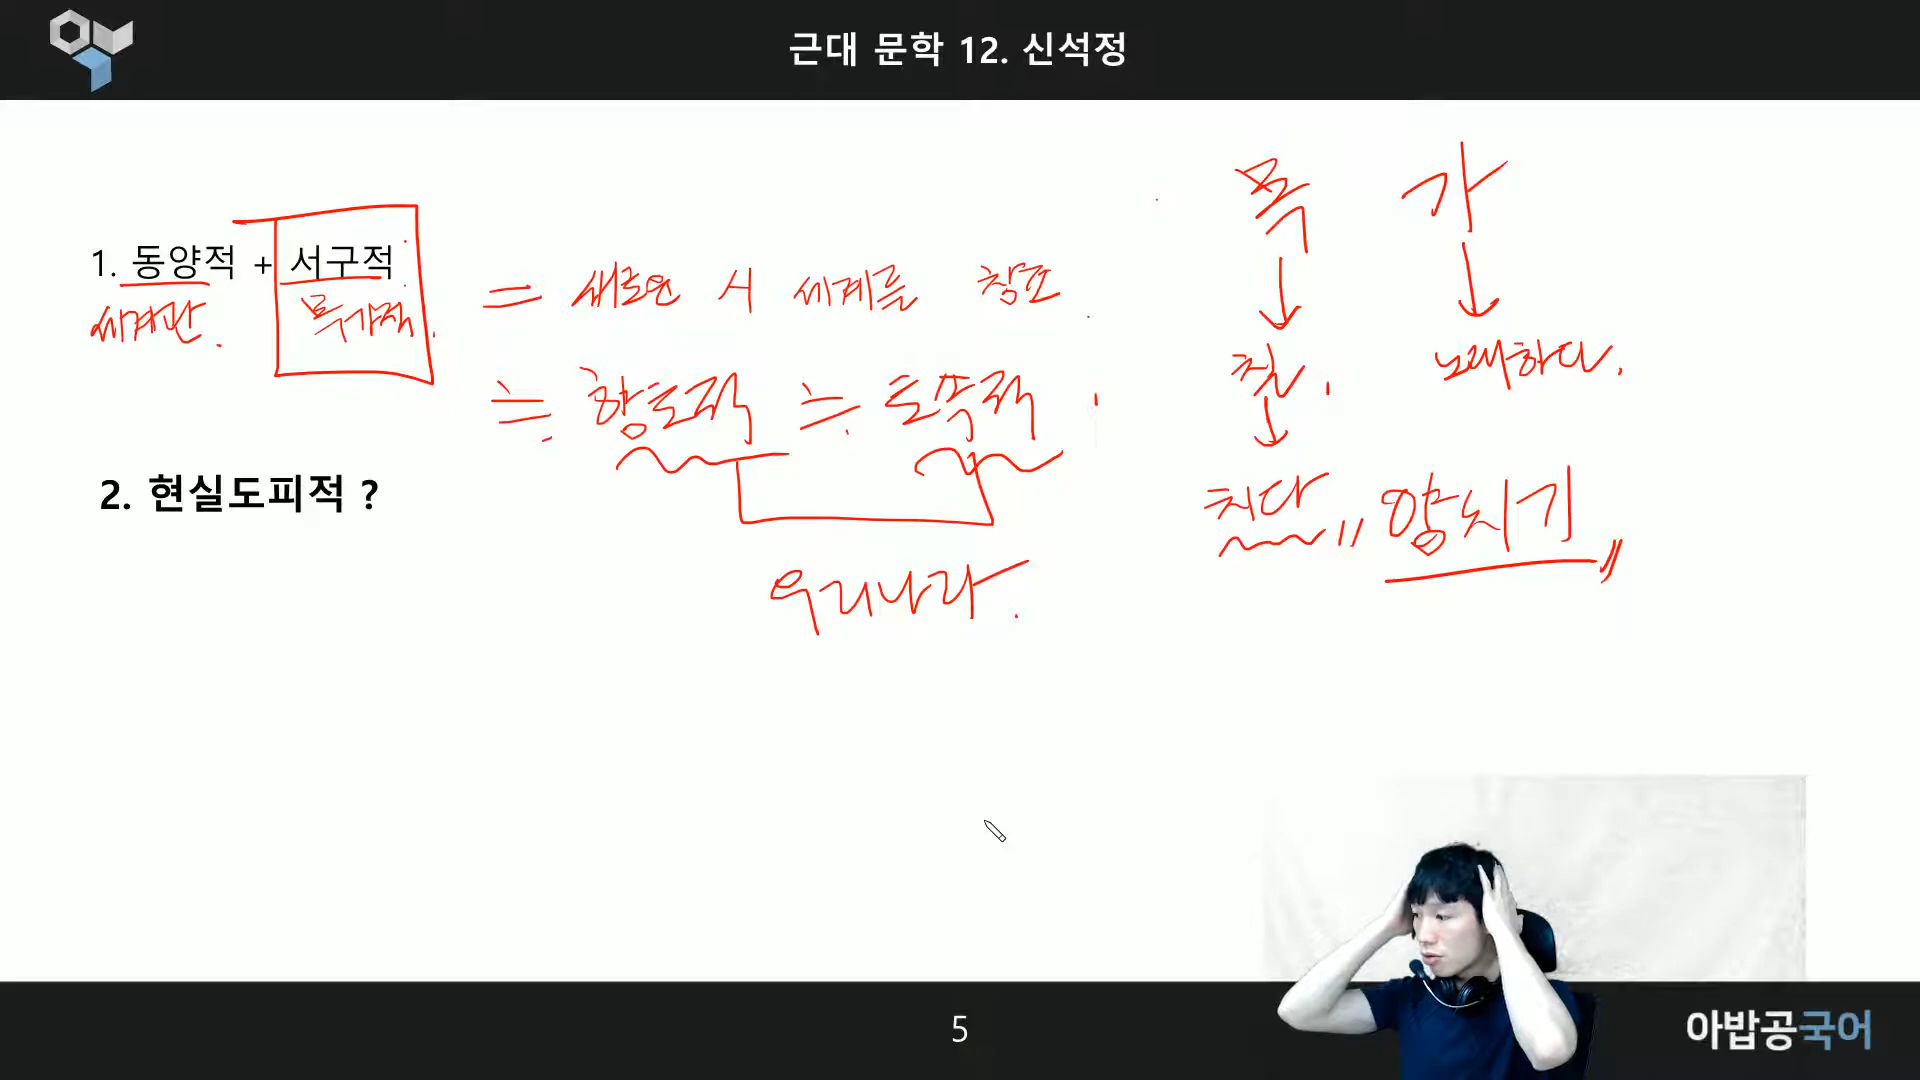 근대 문학 12. 신석정
1. 동양적 + 서구적
세계관. 목가적.
= 새로운 시 세계를 창조
≒ 향토적 ≒ 토속적.
우리나라.
2. 현실도피적 ?
목 가
칠. 노래하다.
치다 " 양치기 "
5
아밥공국어